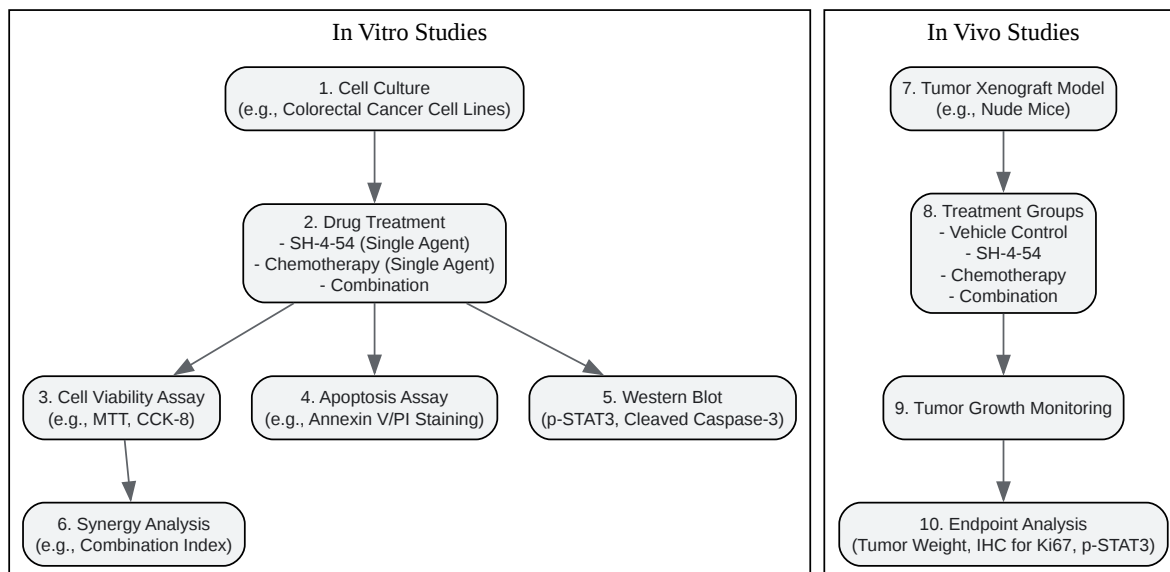 In Vitro Studies
1. Cell Culture
(e.g., Colorectal Cancer Cell Lines)
2. Drug Treatment
- SH-4-54 (Single Agent)
- Chemotherapy (Single Agent)
- Combination
3. Cell Viability Assay
(e.g., MTT, CCK-8)
4. Apoptosis Assay
(e.g., Annexin V/PI Staining)
5. Western Blot
(p-STAT3, Cleaved Caspase-3)
6. Synergy Analysis
(e.g., Combination Index)
In Vivo Studies
7. Tumor Xenograft Model
(e.g., Nude Mice)
8. Treatment Groups
- Vehicle Control
- SH-4-54
- Chemotherapy
- Combination
9. Tumor Growth Monitoring
10. Endpoint Analysis
(Tumor Weight, IHC for Ki67, p-STAT3)